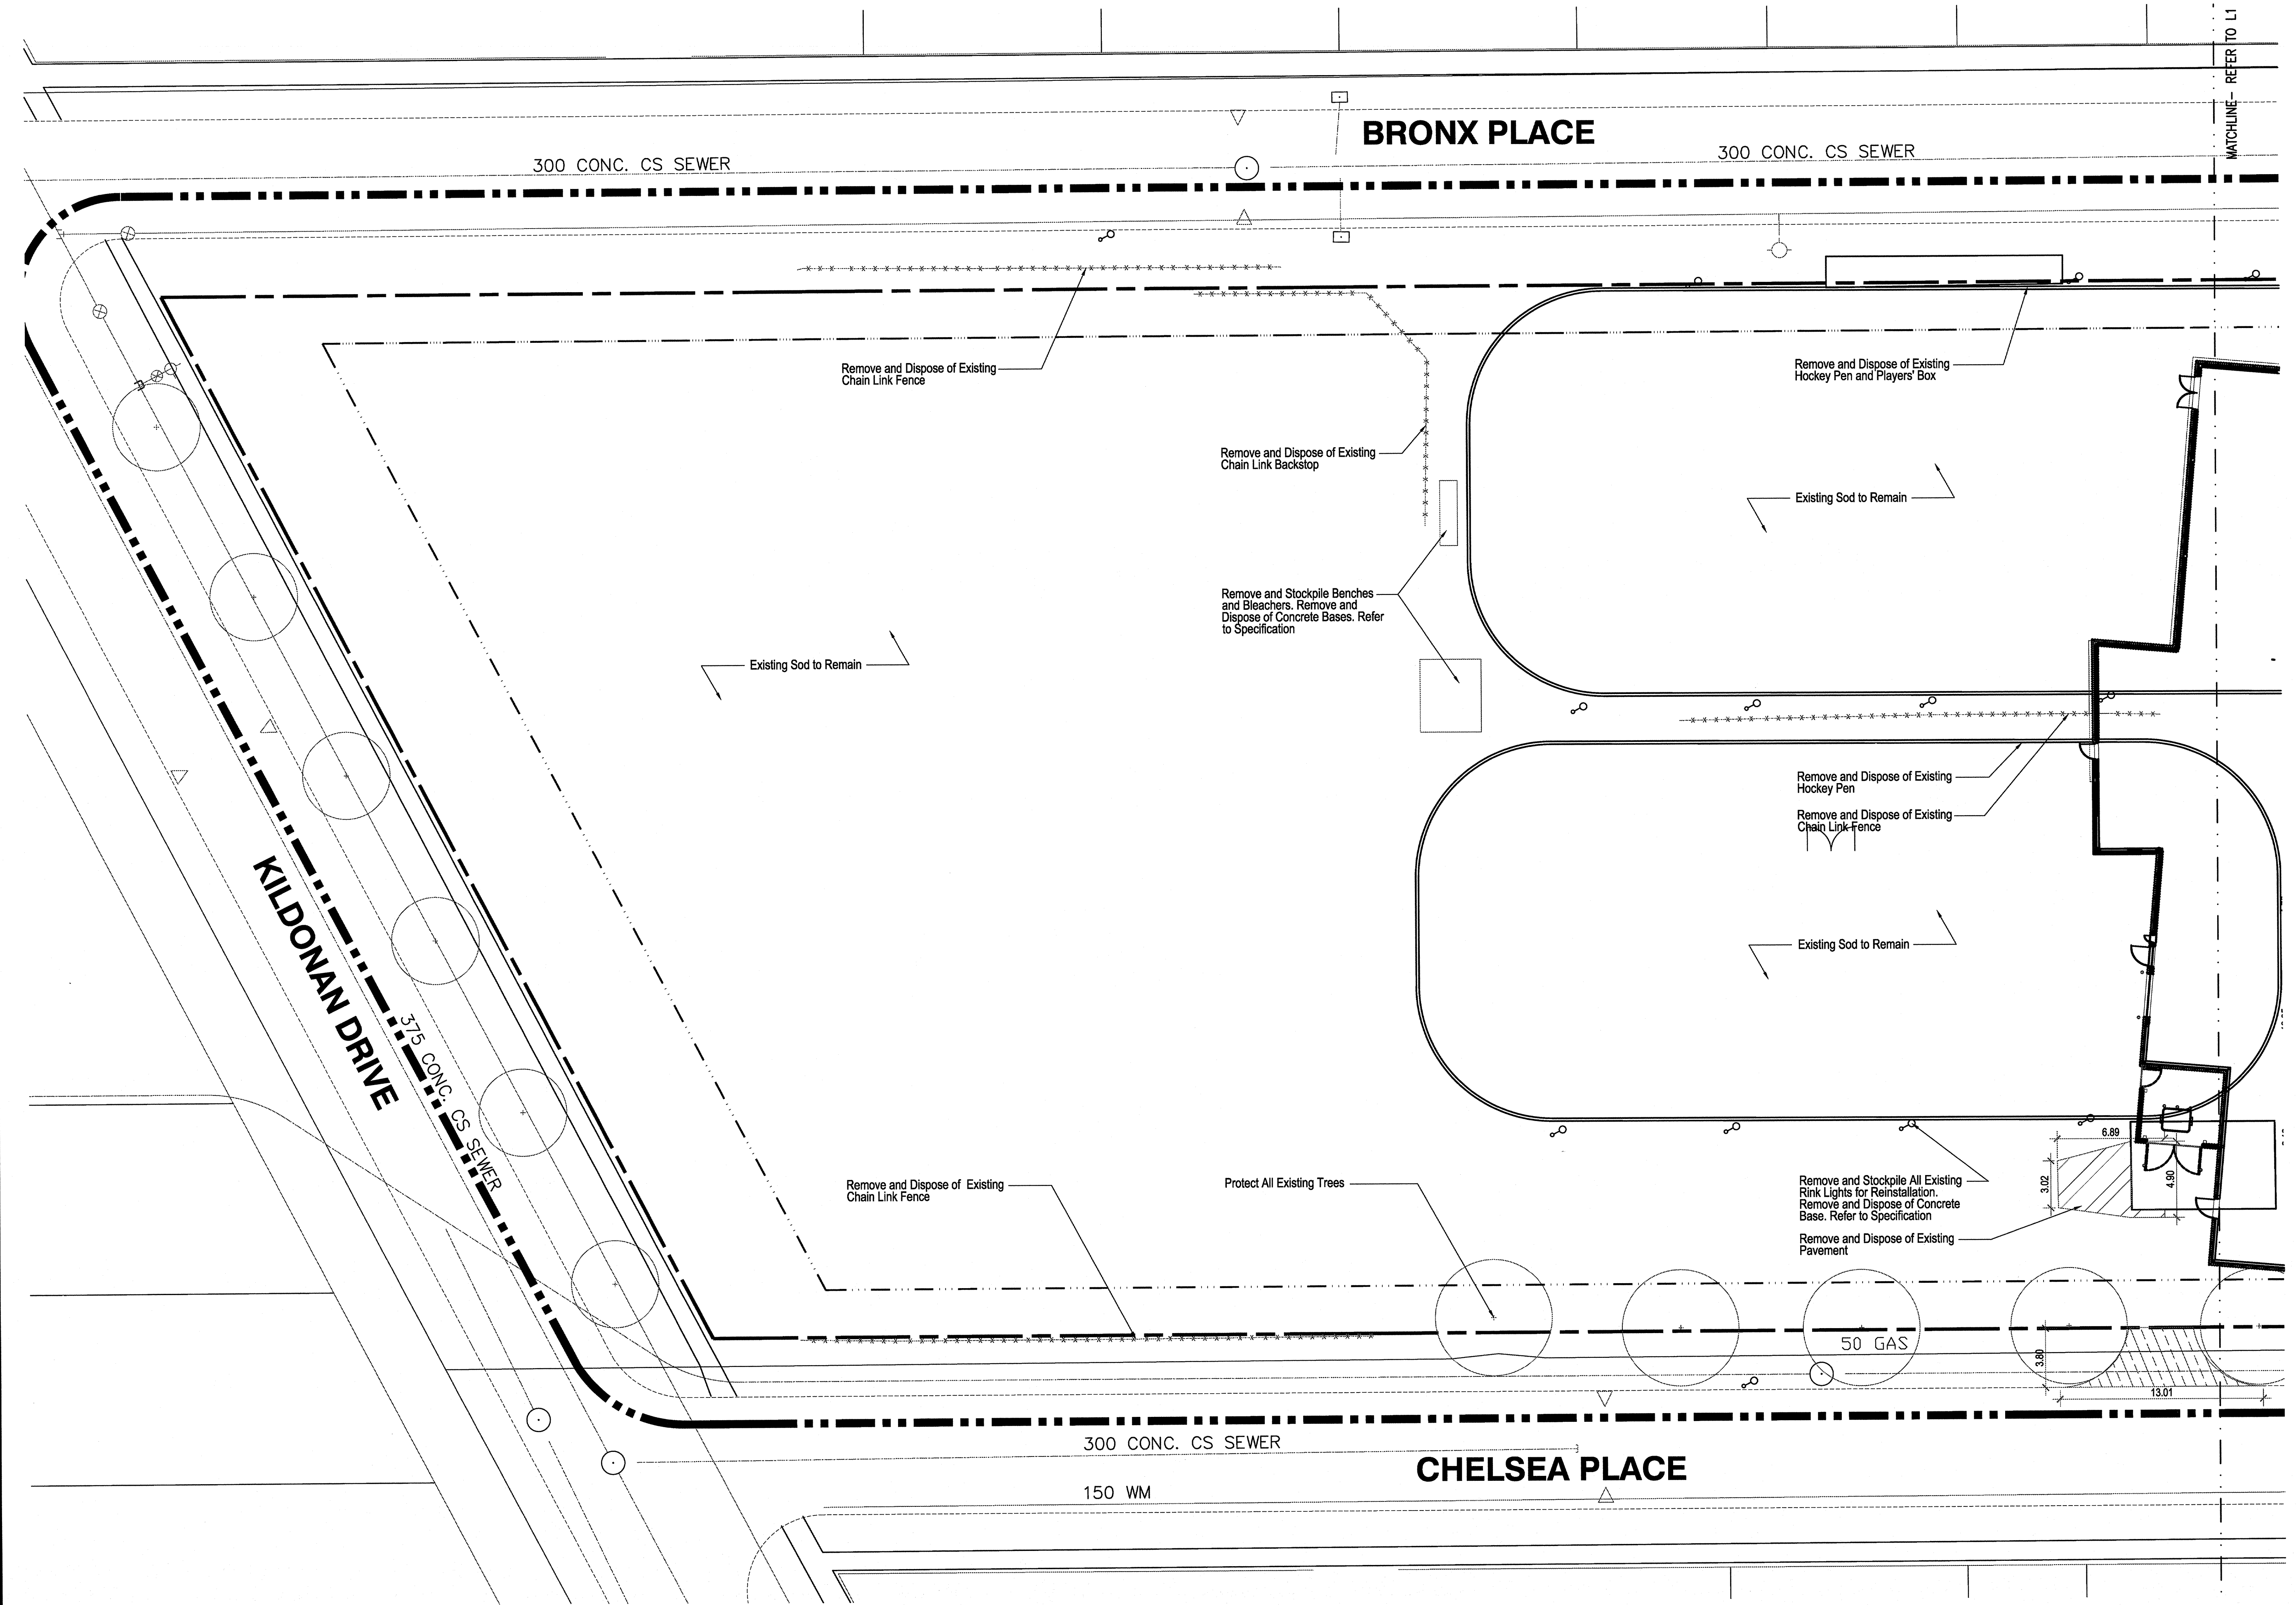 MATCHLINE- REFER TO L1
BRONX PLACE
300 CONC. CS SEWER
300 CONC. CS SEWER
Remove and Dispose of Existing
Chain Link Fence
Remove and Dispose of Existing
Hockey Pen and Players' Box
Remove and Dispose of Existing
Chain Link Backstop
Existing Sod to Remain
Remove and Stockpile Benches
and Bleachers. Remove and
Dispose of Concrete Bases. Refer
to Specification
Existing Sod to Remain
Remove and Dispose of Existing
Hockey Pen
Remove and Dispose of Existing
Chain Link Fence
KILDONAN DRIVE
375 CONC. CS SEWER
Existing Sod to Remain
6.89
3.02
4.90
Remove and Dispose of Existing
Chain Link Fence
Protect All Existing Trees
Remove and Stockpile All Existing
Rink Lights for Reinstallation.
Remove and Dispose of Concrete
Base. Refer to Specification
Remove and Dispose of Existing
Pavement
50 GAS
3.80
13.01
300 CONC. CS SEWER
CHELSEA PLACE
150 WM